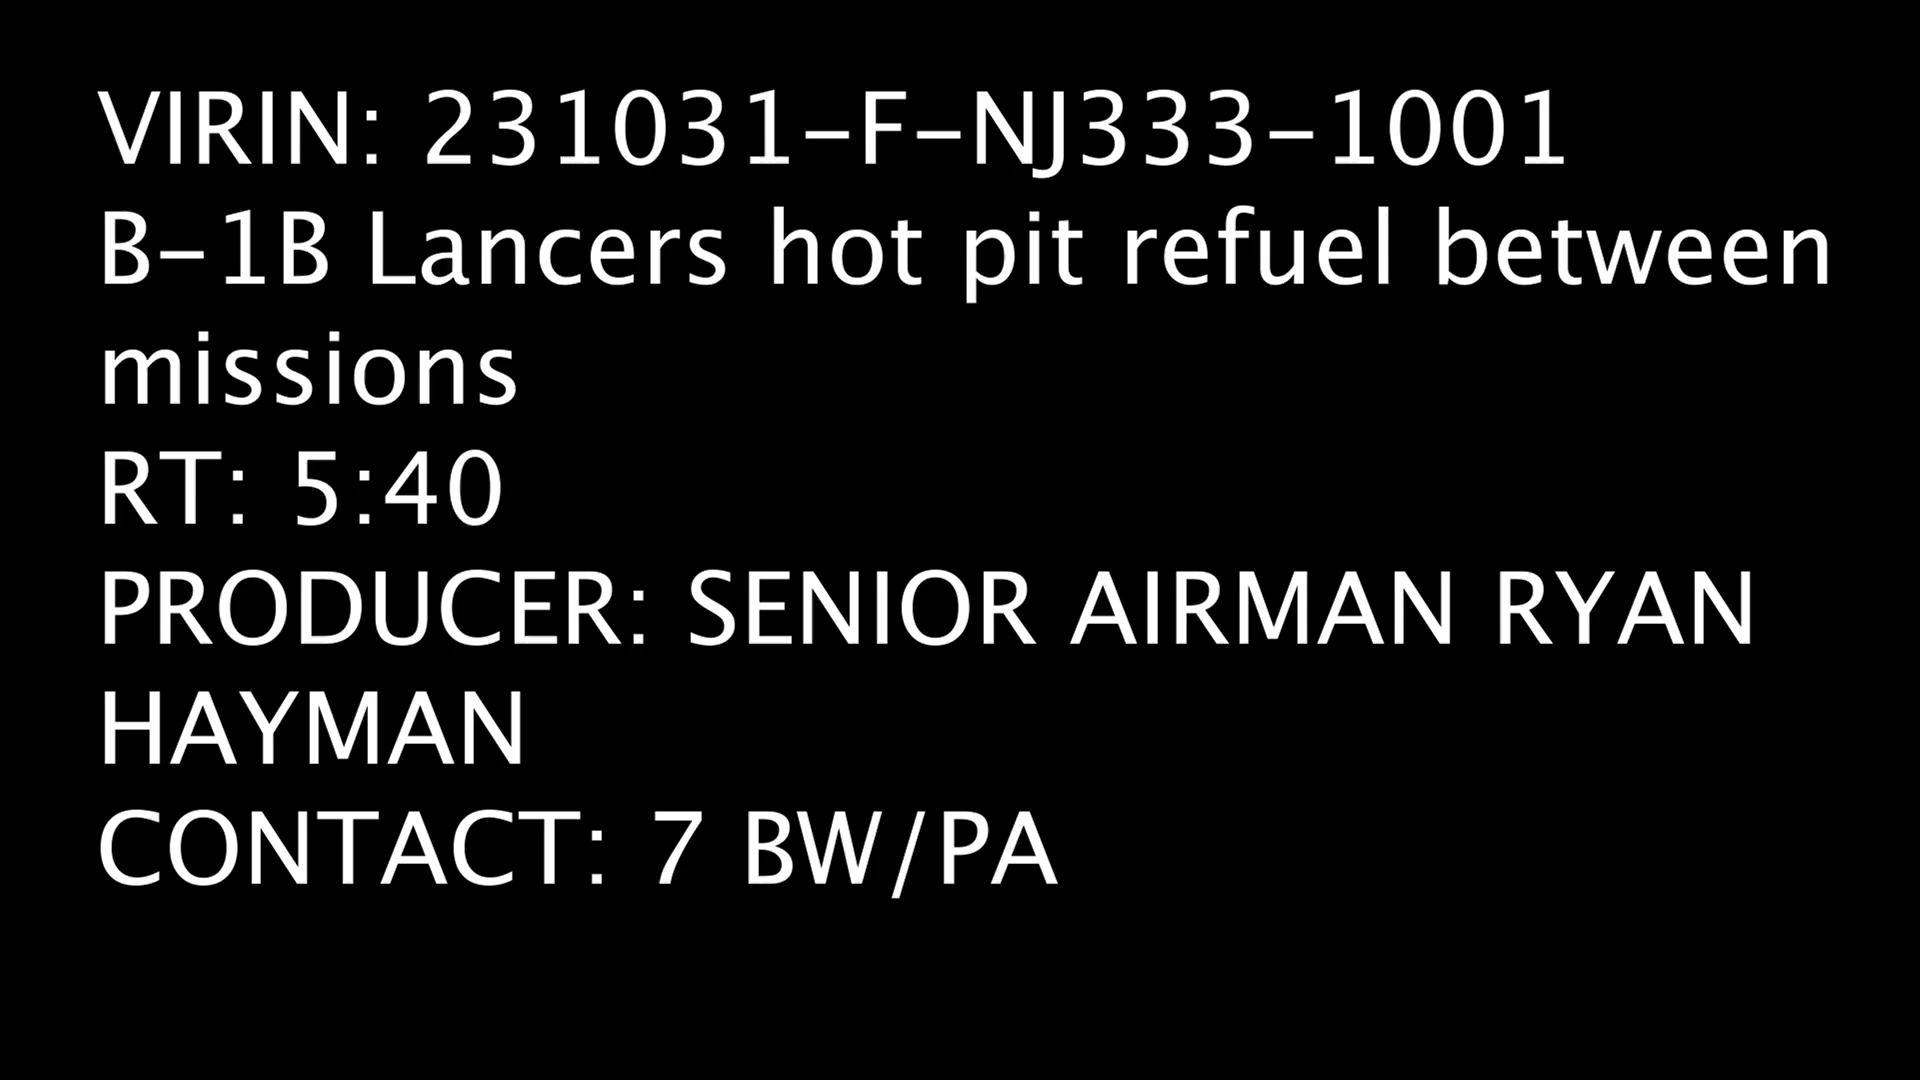 VIRIN: 231031-F-NJ333-1001
B-1B Lancers hot pit refuel between
missions
RT: 5:40
PRODUCER: SENIOR AIRMAN RYAN
HAYMAN
CONTACT: 7 BW/PA